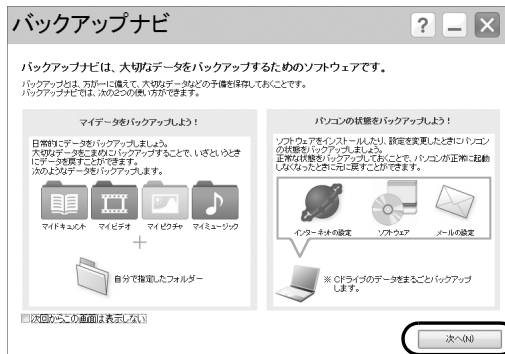 バックアップナビ
?
バックアップナビは、大切なデータをバックアップするためのソフトウェアです。
バックアップとは、万が一に備えて、大切なデータなどの予備を保存しておくことです。
バックアップナビでは、次の2つの使い方ができます。
マイデータをバックアップしよう！
日常的にデータをバックアップしましょう。
大切なデータをこまめにバックアップすることで、いざというとき
にデータを戻すことができます。
次のようなデータをバックアップします。
マイドキュメント マイビデオ マイピクチャ マイミュージック
自分で指定したフォルダー
パソコンの状態をバックアップしよう！
ソフトウェアをインストールしたり、設定を変更したときにパソコン
の状態をバックアップしましょう。
正常な状態をバックアップしておくことで、パソコンが正常に起動
しなくなったときに元に戻すことができます。
インターネットの設定 ソフトウェア メールの設定
※ Cドライブのデータをまるごとバックアップ
します。
次回からこの画面は表示しない
次へ(N)